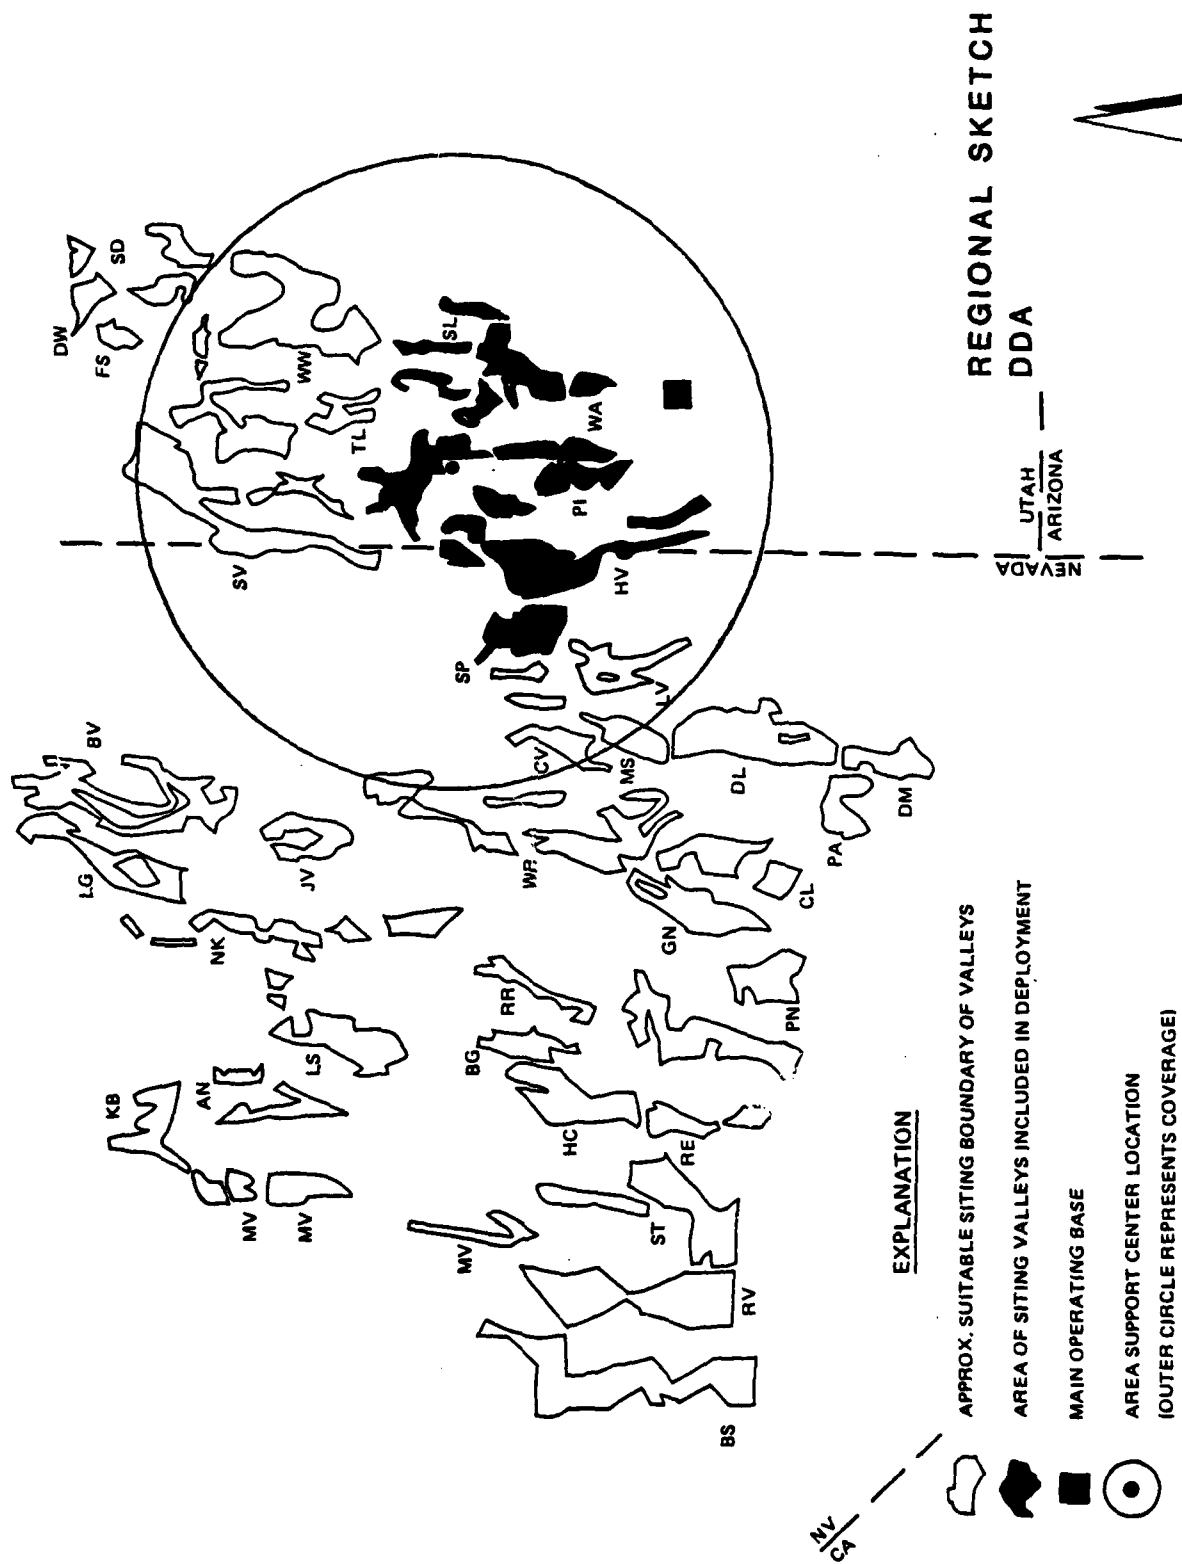 DW
BV
LG
FS
KB
SD
AN
NK
SV
MV
WW
MV
JV
LS
TL
SL
SP
MV
BG
RR
WR
CV
HC
PI
WA
HV
MS
ST
LV
GN
RE
BS
DL
RV
PN
CL
PA
NV
CA
DM
EXPLANATION
APPROX. SUITABLE SITING BOUNDARY OF VALLEYS
AREA OF SITING VALLEYS INCLUDED IN DEPLOYMENT
MAIN OPERATING BASE
AREA SUPPORT CENTER LOCATION
(OUTER CIRCLE REPRESENTS COVERAGE)
NEVADA
UTAH
ARIZONA
REGIONAL SKETCH
DDA